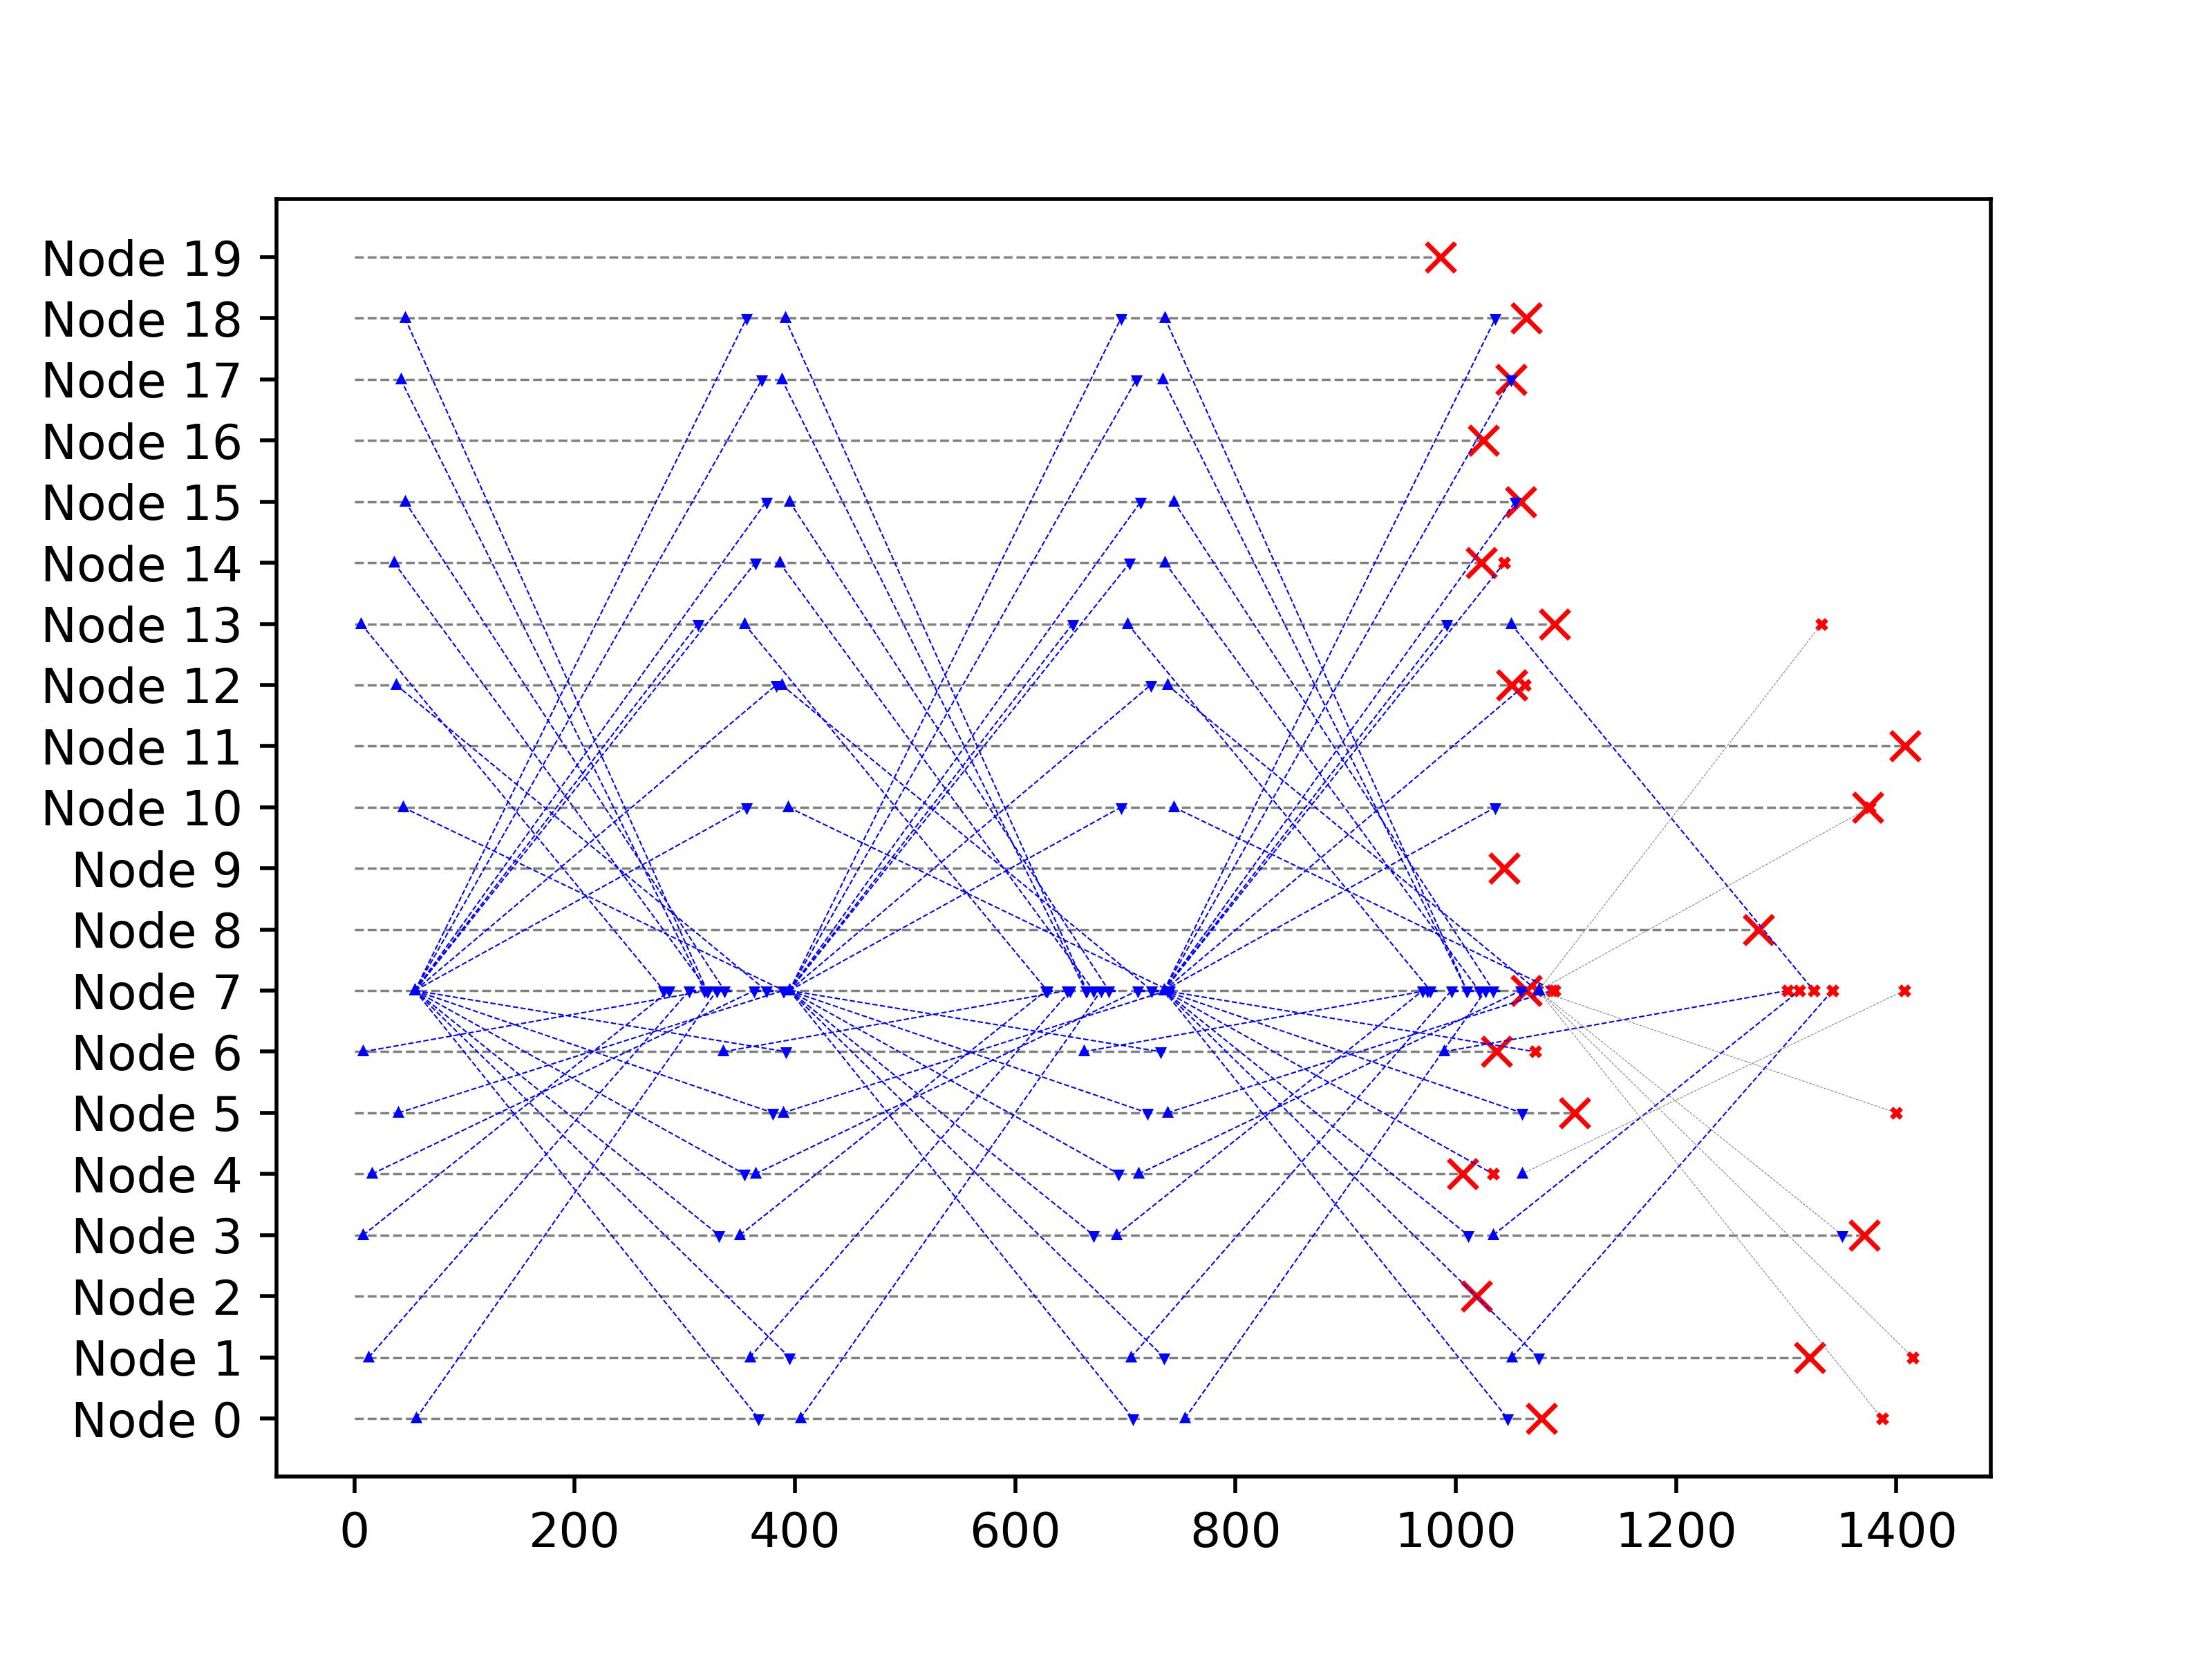 Node 19
Node 18
Node 17
Node 16
Node 15
Node 14
Node 13
Node 12
Node 11
Node 10
Node 9
Node 8
Node 7
Node 6
Node 5
Node 4
Node 3
Node 2
Node 1
Node 0
0 200 400 600 800 1000 1200 1400